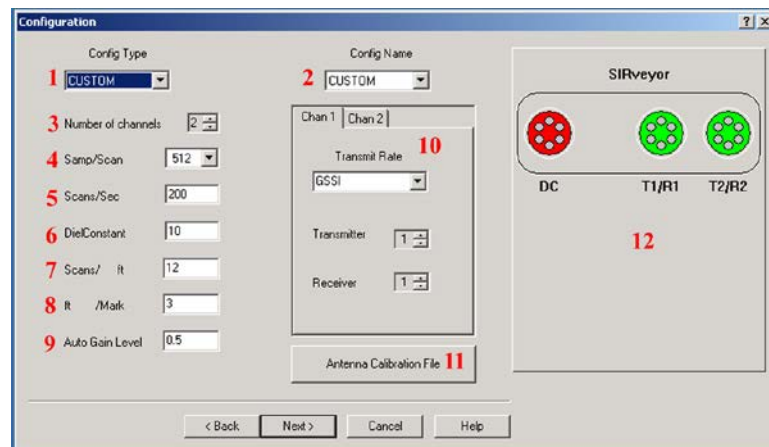 Configuration
Config Type
Config Name
1 CUSTOM
2 CUSTOM
3 Number of channels 2
4 Samp/Scan 512
5 Scans/Sec 200
6 DielConstant 10
7 Scans/ ft 12
8 ft /Mark 3
9 Auto Gain Level 0.5
Chan 1 Chan 2
10
Transmit Rate
GSSI
Transmitter 1
Receiver 1
Antenna Calibration File 11
SIRveyor
DC T1/R1 T2/R2
12
< Back Next > Cancel Help